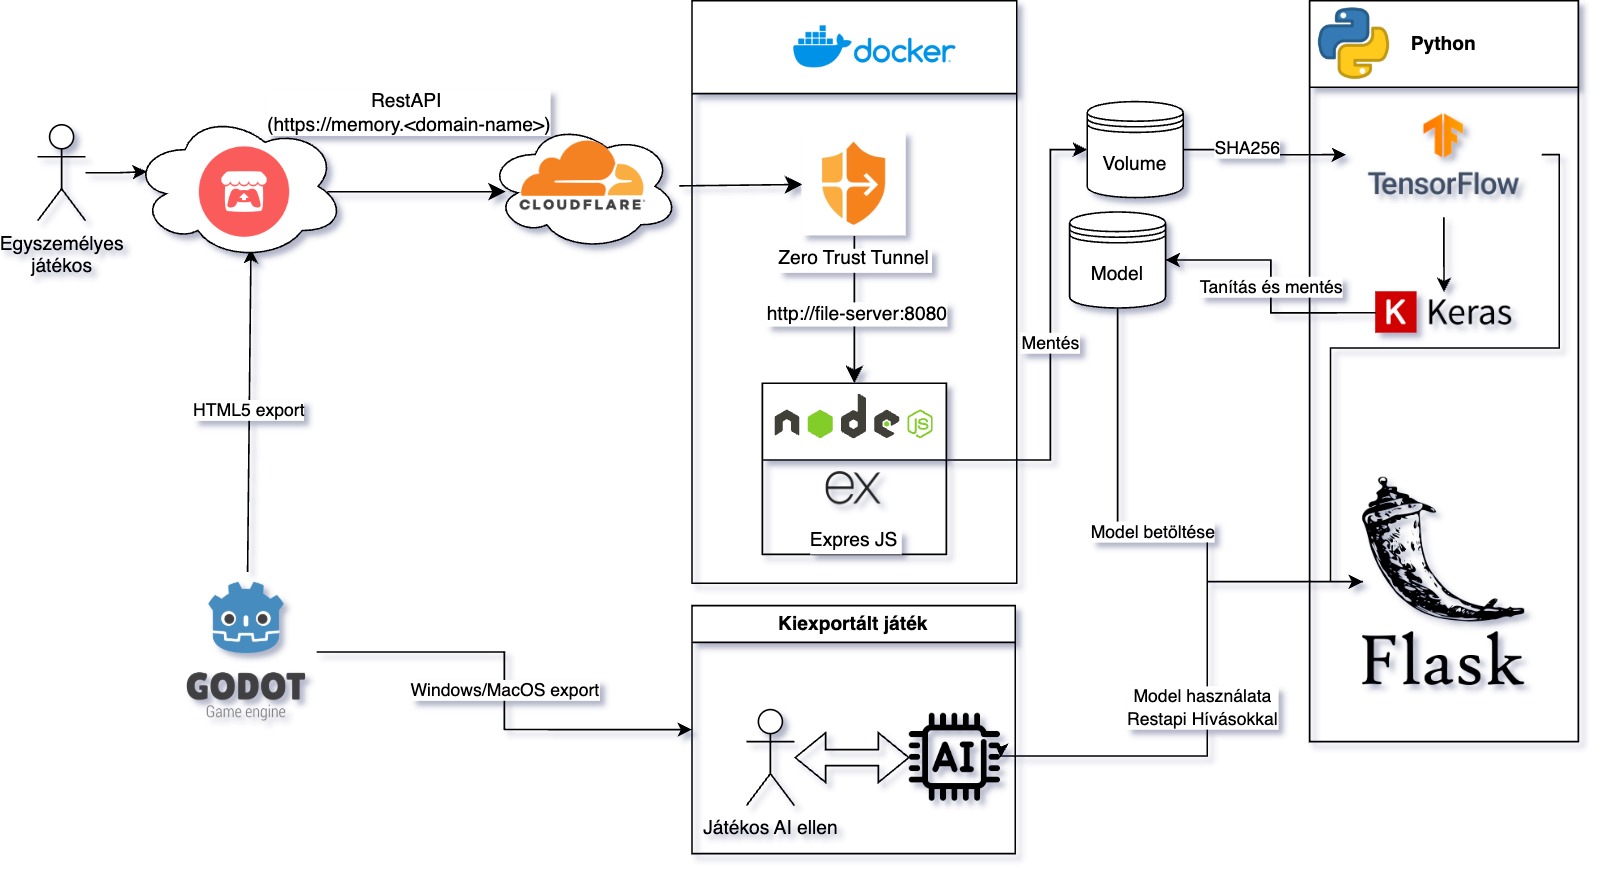 docker
Python
RestAPI
(https://memory.<domain-name>)
Egyszemélyes
játékos
CLOUDFLARE
Zero Trust Tunnel
http://file-server:8080
node
JS
ex
Expres JS
Mentés
Volume
SHA256
TensorFlow
Model
Tanítás és mentés
K Keras
HTML5 export
Model betöltése
Flask
GODOT
Game engine
Windows/MacOS export
Kiexportált játék
AI
Játékos AI ellen
Model használata
Restapi Hívásokkal